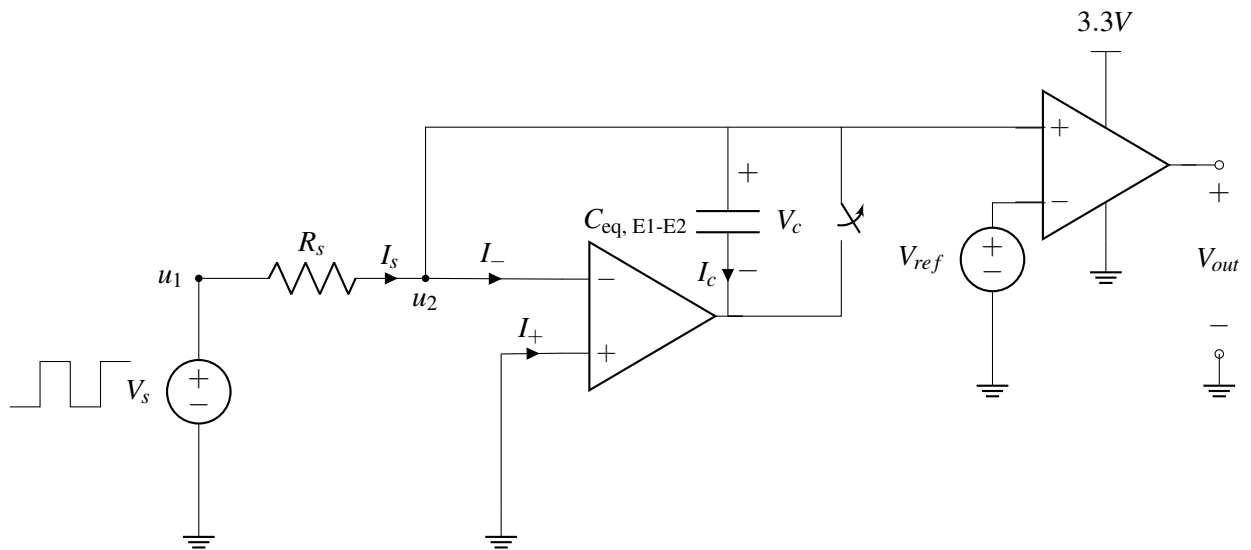 3.3V
+
−
V_ref
+
−
+
V_out
−
+
C_eq, E1-E2
V_c
−
I_c
R_s
I_s
I_−
u_1
u_2
−
I_+
+
V_s
+
−